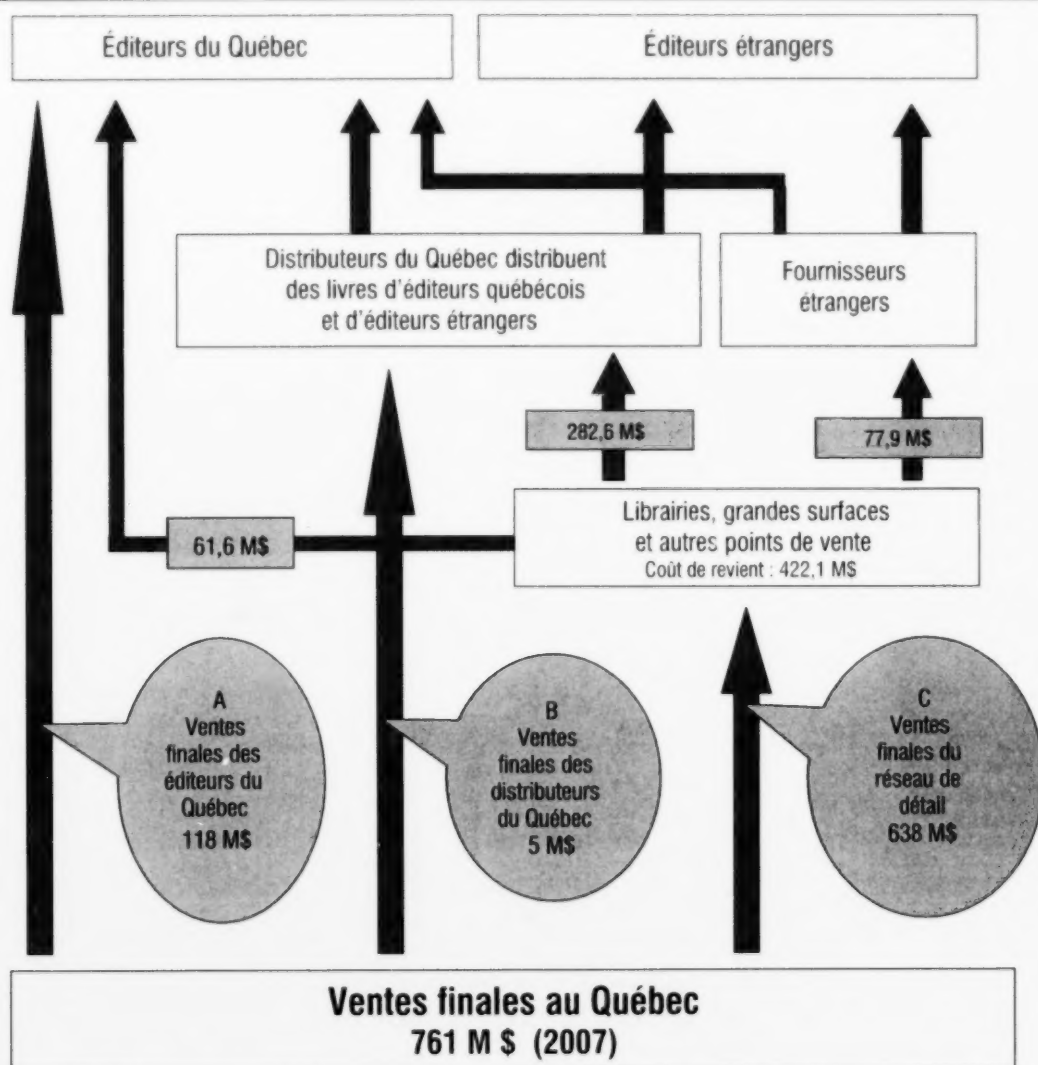 Éditeurs du Québec
Éditeurs étrangers
Distributeurs du Québec distribuent
des livres d'éditeurs québécois
et d'éditeurs étrangers
Fournisseurs
étrangers
282,6 M$
77,9 M$
Librairies, grandes surfaces
et autres points de vente
Coût de revient : 422,1 M$
61,6 M$
A
Ventes
finales des
éditeurs du
Québec
118 M$
B
Ventes
finales des
distributeurs
du Québec
5 M$
C
Ventes
finales du
réseau de
détail
638 M$
Ventes finales au Québec
761 M $ (2007)